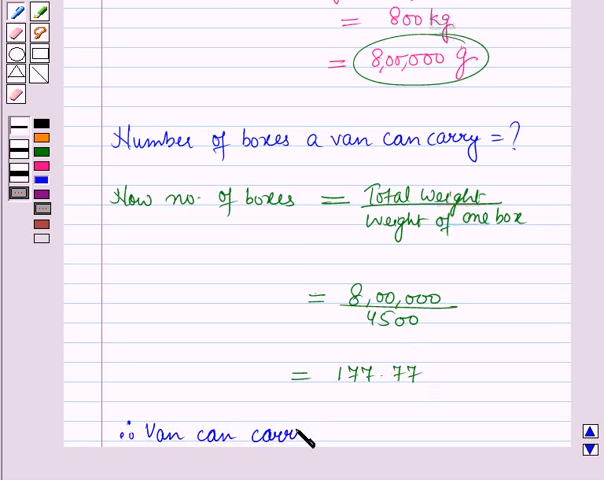 = 800 kg
= 8,00,000 g
Number of boxes a van can carry = ?
Now no. of boxes = Total weight
Weight of one box
= 8,00,000
4500
= 177.77
∴ Van can carr